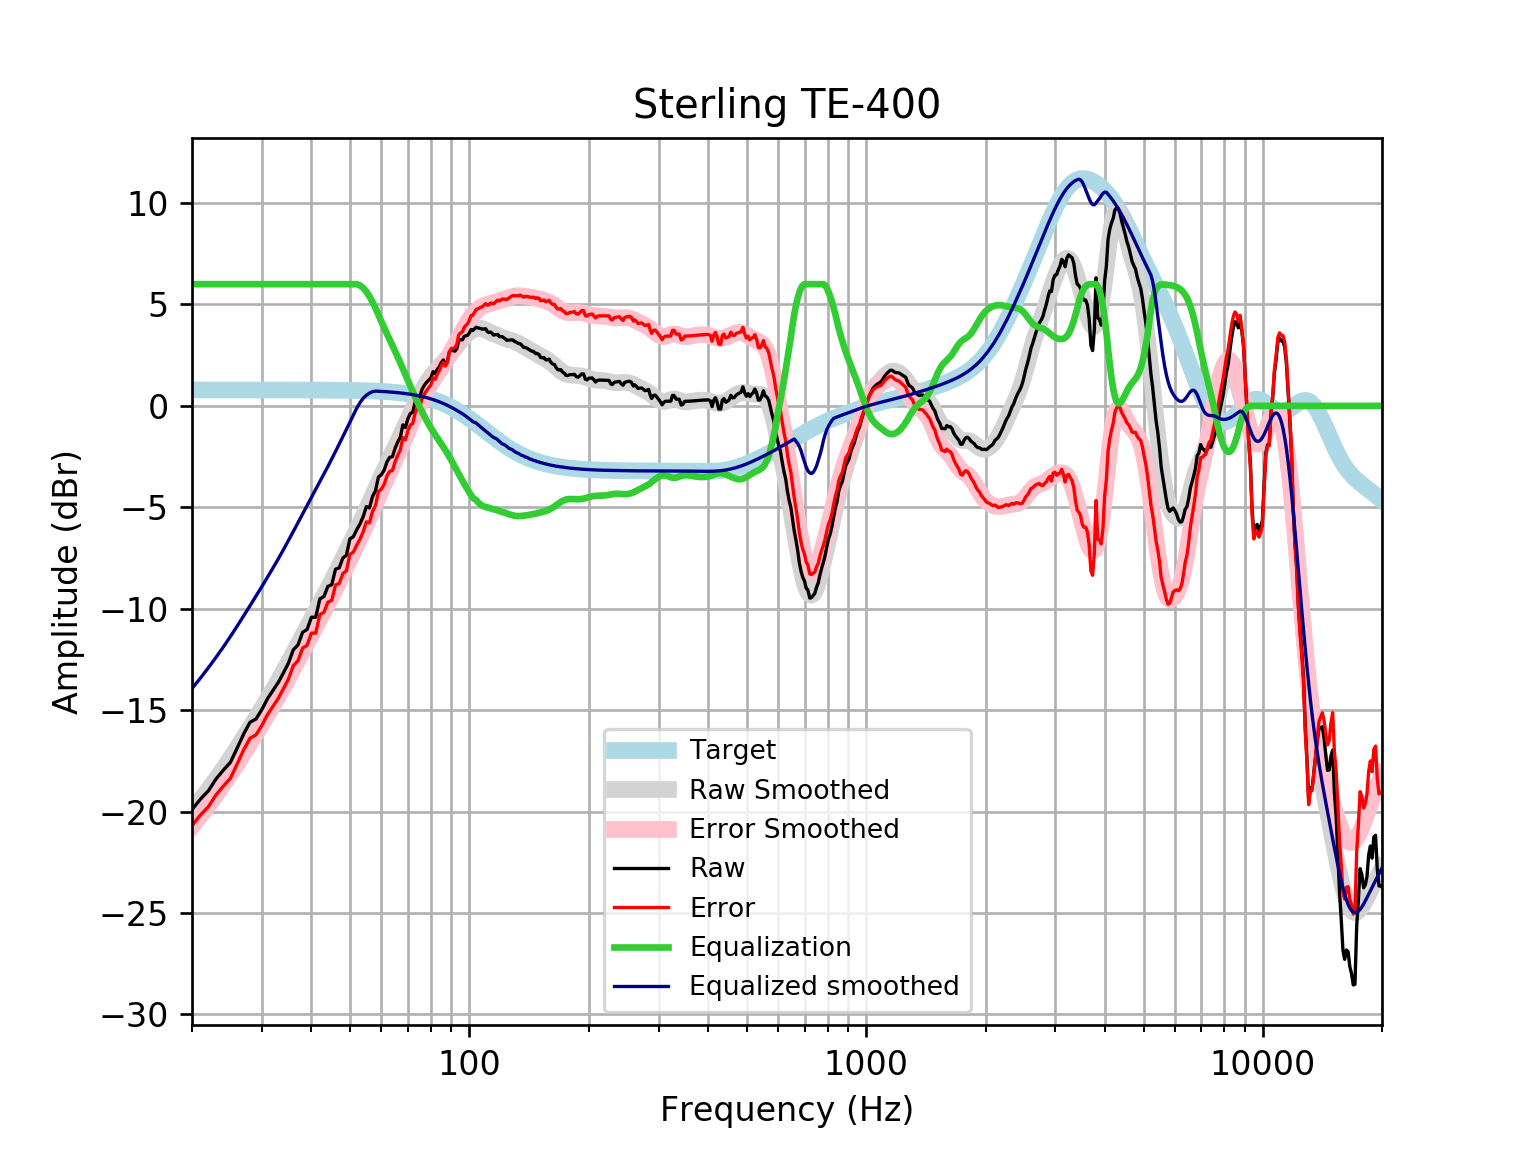 Sterling TE-400
10
5
0
−5
−10
−15
−20
−25
−30
Amplitude (dBr)
Target
Raw Smoothed
Error Smoothed
Raw
Error
Equalization
Equalized smoothed
100
1000
10000
Frequency (Hz)